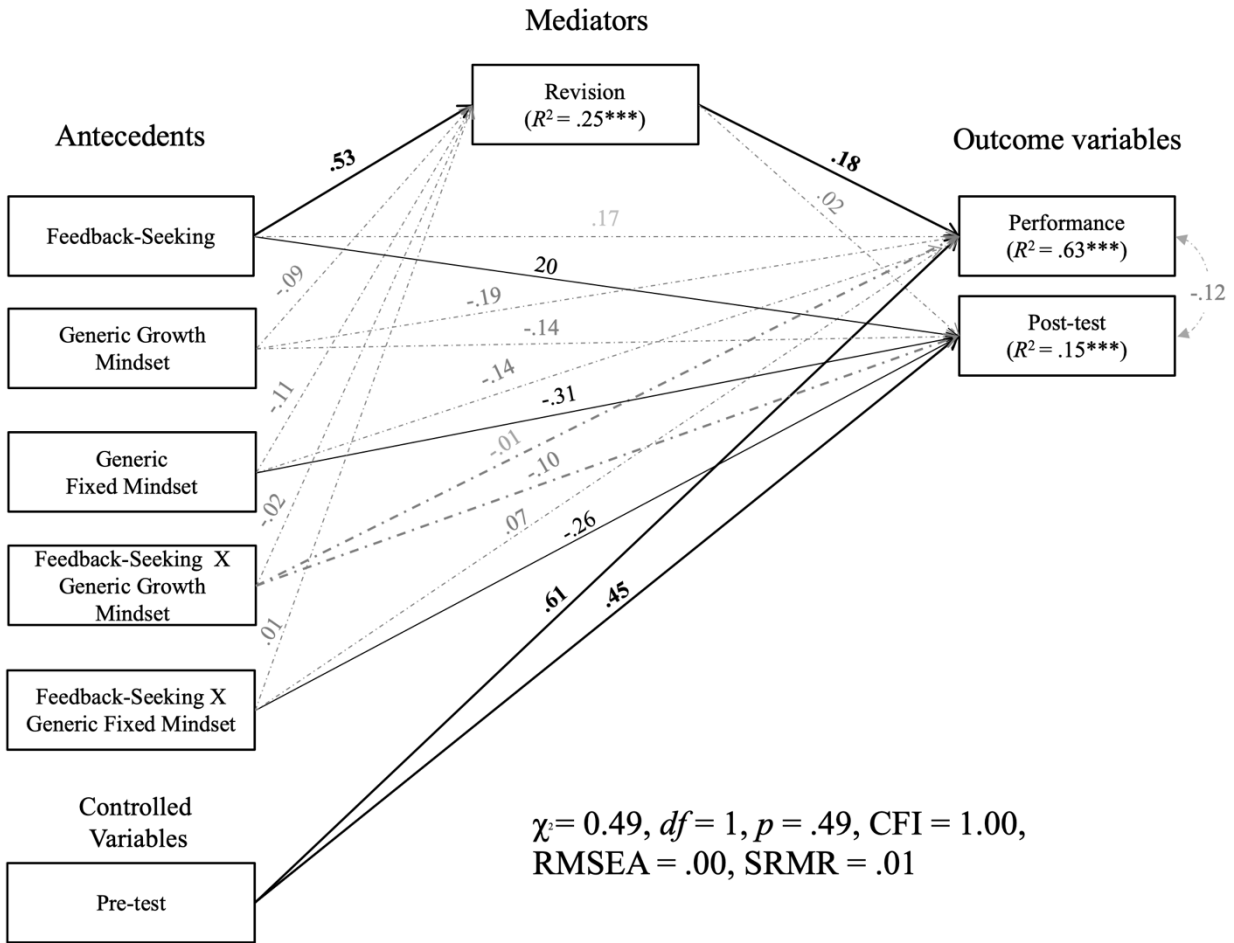 Mediators
Revision
(R² = .25***)
Antecedents
Outcome variables
.53
.18
.02
Feedback-Seeking
.17
Performance
(R² = .63***)
20
-.09
-.19
-.12
Generic Growth
Mindset
-.14
Post-test
(R² = .15***)
-.11
-.14
-.31
Generic
Fixed Mindset
-.01
-.10
-.02
.07
-.26
Feedback-Seeking X
Generic Growth
Mindset
.01
.61
.45
Feedback-Seeking X
Generic Fixed Mindset
Controlled
Variables
χ²= 0.49, df = 1, p = .49, CFI = 1.00,
RMSEA = .00, SRMR = .01
Pre-test